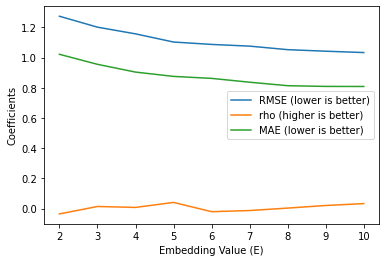 1.2
1.0
0.8
0.6
0.4
0.2
0.0
Coefficients
RMSE (lower is better)
rho (higher is better)
MAE (lower is better)
2 3 4 5 6 7 8 9 10
Embedding Value (E)